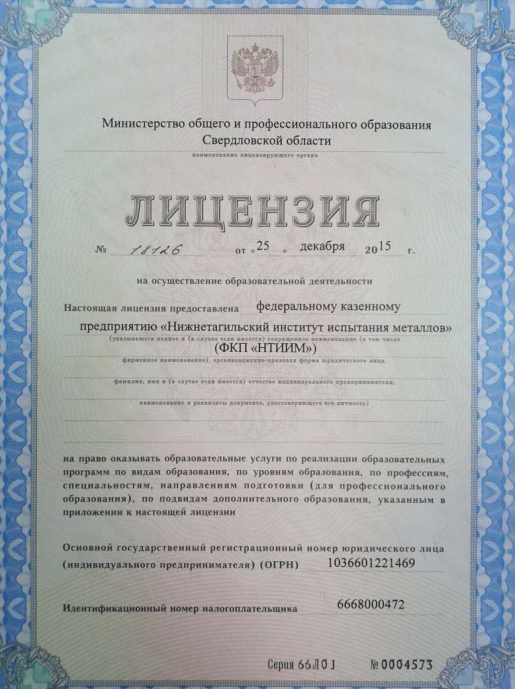 Министерство общего и профессионального образования
Свердловской области
наименование лицензирующего органа
ЛИЦЕНЗИЯ
№ 18126 от «25» декабря 2015 г.
на осуществление образовательной деятельности
Настоящая лицензия предоставлена федеральному казенному
предприятию «Нижнетагильский институт испытания металлов»
(указываются полное и (в случае если имеется) сокращенное наименование (в том числе
(ФКП «НТИИМ»)
фирменное наименование), организационно-правовая форма юридического лица,
фамилия, имя и (в случае если имеется) отчество индивидуального предпринимателя,
наименование и реквизиты документа, удостоверяющего его личность)
на право оказывать образовательные услуги по реализации образовательных
программ по видам образования, по уровням образования, по профессиям,
специальностям, направлениям подготовки (для профессионального
образования), по подвидам дополнительного образования, указанным в
приложении к настоящей лицензии
Основной государственный регистрационный номер юридического лица
(индивидуального предпринимателя) (ОГРН) 1036601221469
Идентификационный номер налогоплательщика 6668000472
Серия 66Л01 №0004573